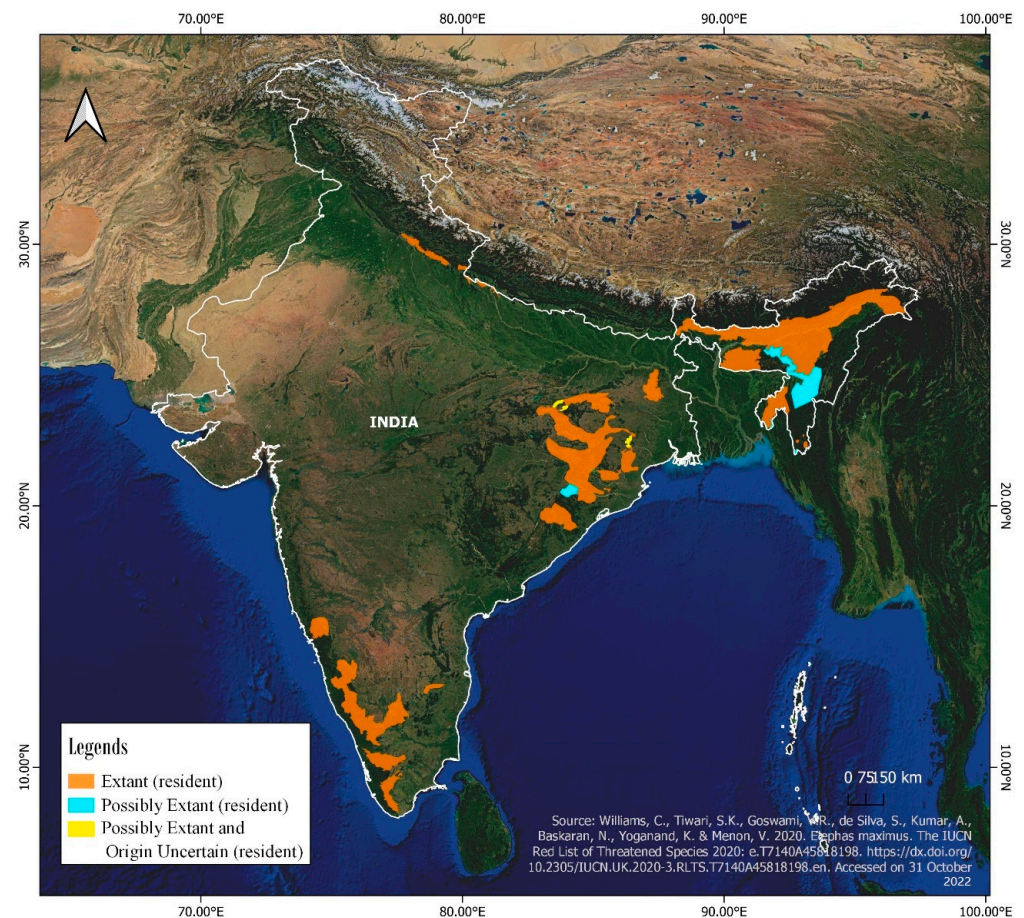 70.00°E 80.00°E 90.00°E 100.00°E
30.00°N 30.00°N
INDIA
20.00°N 20.00°N
10.00°N 10.00°N
Legends
Extant (resident)
Possibly Extant (resident)
Possibly Extant and
Origin Uncertain (resident)
0 75150 km
Source: Williams, C., Tiwari, S.K., Goswami, V.R., de Silva, S., Kumar, A.,
Baskaran, N., Yoganand, K. & Menon, V. 2020. Elephas maximus. The IUCN
Red List of Threatened Species 2020: e.T7140A45818198. https://dx.doi.org/
10.2305/IUCN.UK.2020-3.RLTS.T7140A45818198.en. Accessed on 31 October
2022
70.00°E 80.00°E 90.00°E 100.00°E